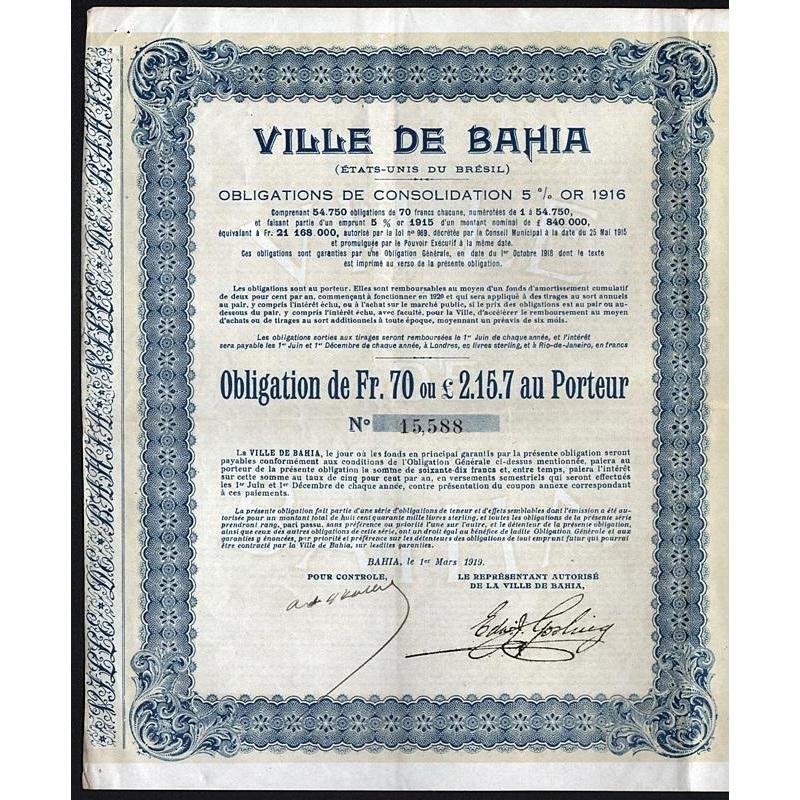 VILLE DE BAHIA
(ÉTATS-UNIS DU BRÉSIL)
OBLIGATIONS DE CONSOLIDATION 5 % OR 1916
Comprenant 54.750 obligations de 70 francs chacune, numérotées de 1 à 54.750,
et faisant partie d'un emprunt 5 % or 1915 d'un montant nominal de £ 840.000,
équivalant à Fr. 21 168.000, autorisé par la loi no 969, décrétée par le Conseil Municipal à la date du 25 Mai 1915
et promulguée par le Pouvoir Exécutif à la même date.
Ces obligations sont garanties par une Obligation Générale, en date du 1er Octobre 1918 dont le texte
est imprimé au verso de la présente obligation.
Les obligations sont au porteur. Elles sont remboursables au moyen d'un fonds d'amortissement cumulatif
de deux pour cent par an, commençant à fonctionner en 1920 et qui sera appliqué à des tirages au sort annuels
au pair, y compris l'intérêt échu, ou à l'achat sur le marché public, si le prix des obligations est au pair ou au-
dessous du pair, y compris l'intérêt échu, avec faculté, pour la Ville, d'accélérer le remboursement au moyen
d'achats ou de tirages au sort additionnels à toute époque, moyennant un préavis de six mois.
Les obligations sorties aux tirages seront remboursées le 1er Juin de chaque année, et l'intérêt
sera payable les 1er Juin et 1er Décembre de chaque année, à Londres, en livres sterling, et à Rio-de-Janeiro, en francs
Obligation de Fr. 70 ou £ 2.15.7 au Porteur
No 15,588
La VILLE DE BAHIA, le jour où les fonds en principal garantis par la présente obligation seront
payables conformément aux conditions de l'Obligation Générale ci-dessus mentionnée, paiera au
porteur de la présente obligation la somme de soixante-dix francs et, entre temps, paiera l'intérêt
sur cette somme au taux de cinq pour cent par an, en versements semestriels qui seront effectués
les 1er Juin et 1er Décembre de chaque année, contre présentation du coupon annexe correspondant
à ces paiements.
La présente obligation fait partie d'une série d'obligations de teneur et d'effets semblables dont l'émission a été au-
torisée pour un montant total de huit cent quarante mille livres sterling, et toutes les obligations de la présente série
prendront rang, pari passu, sans préférence ou priorité l'une sur l'autre, et le détenteur de la présente obligation,
ainsi que ceux des autres obligations de cette série, ont un droit égal au bénéfice de ladite Obligation Générale et aux
garanties y énoncées, par priorité et préférence sur les détenteurs des obligations de tout emprunt futur qui pourrait
être contracté par la Ville de Bahia, sur lesdites garanties.
BAHIA, le 1er Mars 1919.
POUR CONTROLE,
LE REPRÉSENTANT AUTORISÉ
DE LA VILLE DE BAHIA,
VILLE DE BAHIA
VILLE DE BAHIA